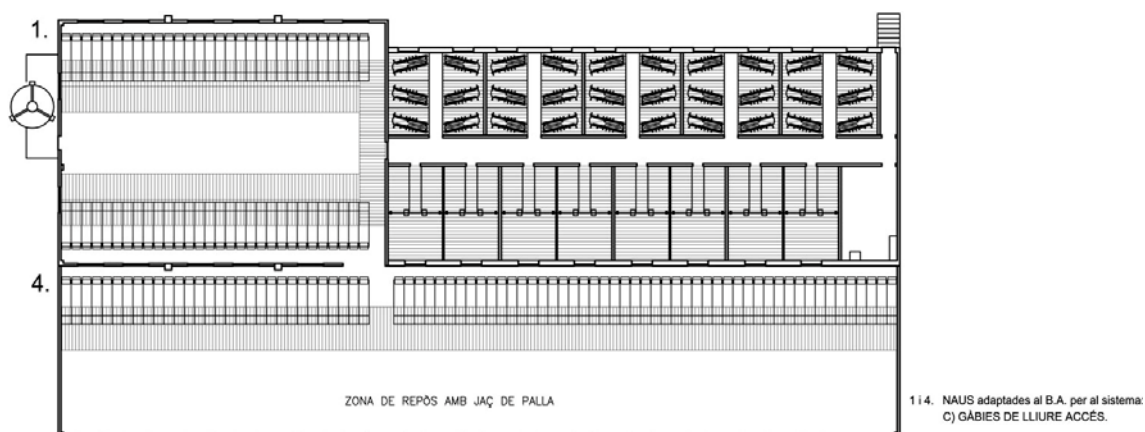 1.
4.
ZONA DE REPÒS AMB JAÇ DE PALLA
1 i 4. NAUS adaptades al B.A. per al sistema:
C) GÀBIES DE LLIURE ACCÉS.